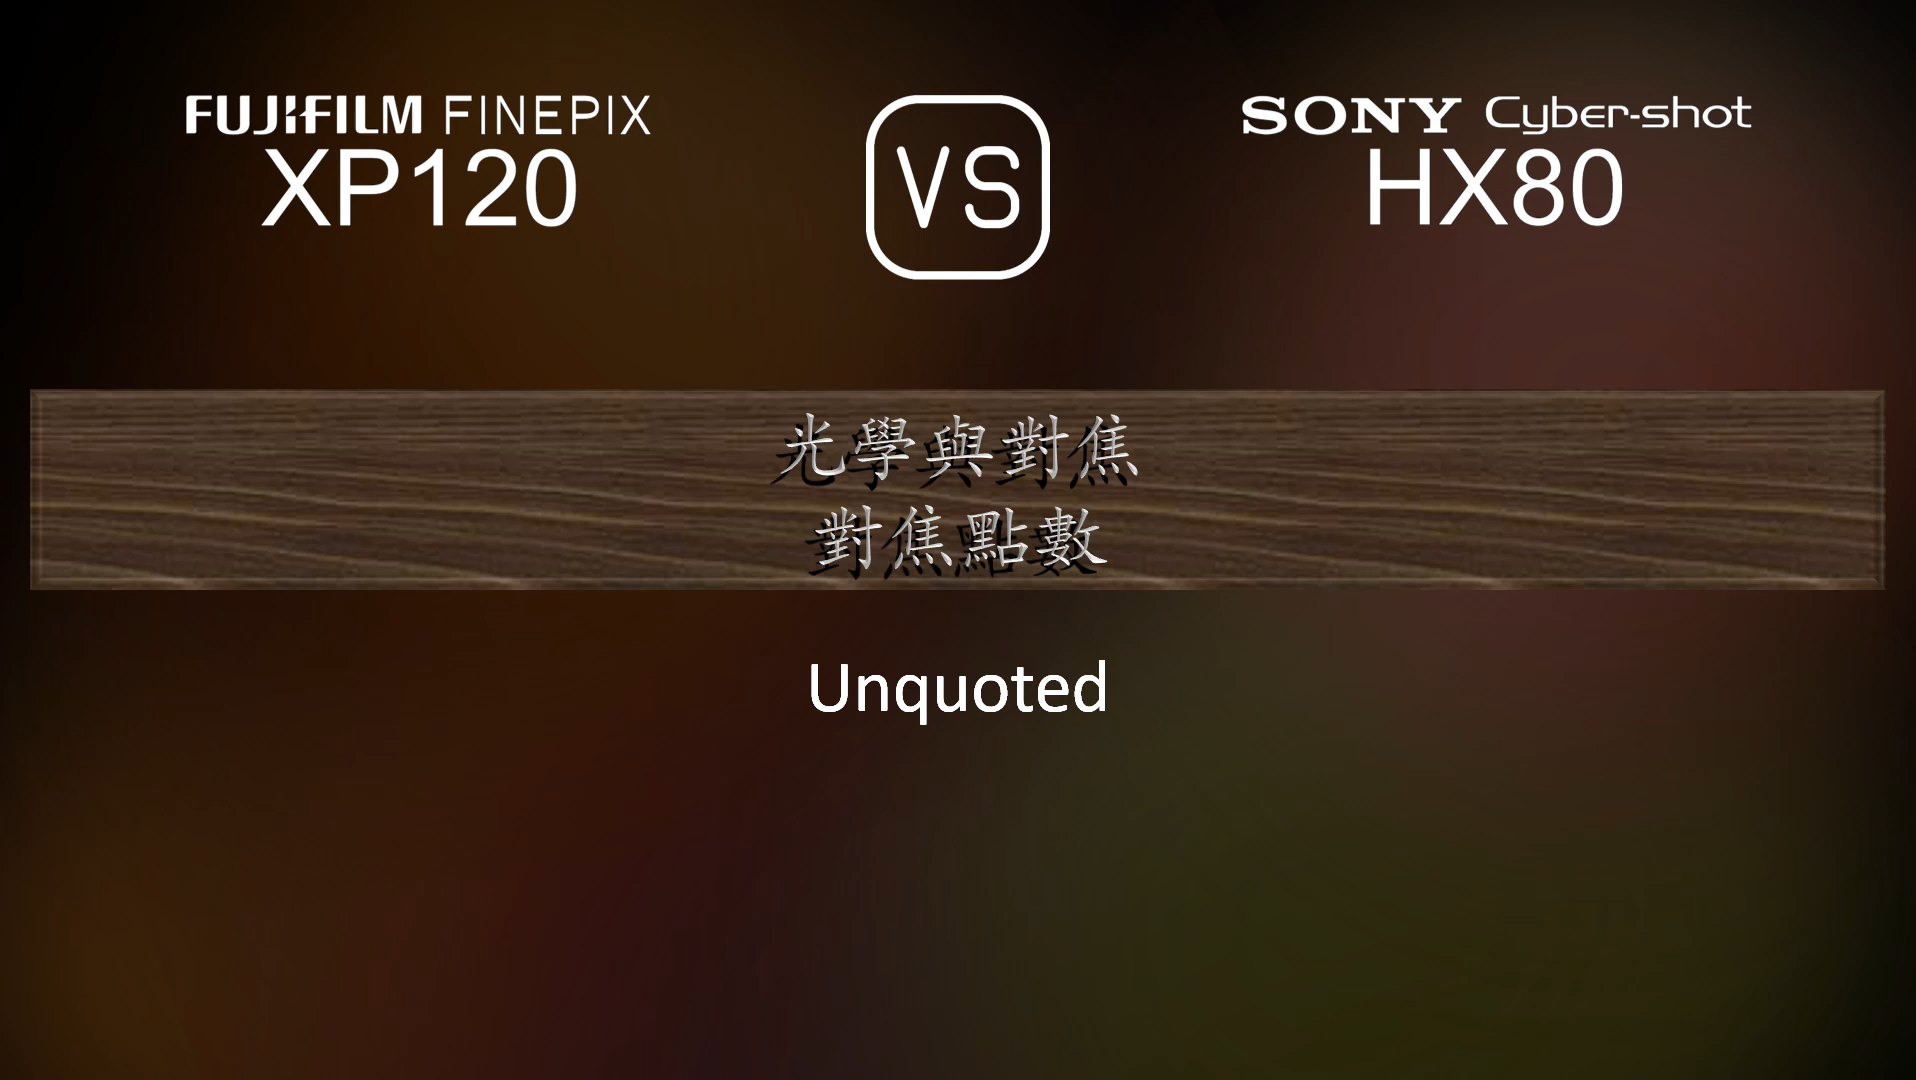 FUJIFILM FINEPIX
XP120
VS
SONY Cyber-shot
HX80
光學與對焦
對焦點數
Unquoted